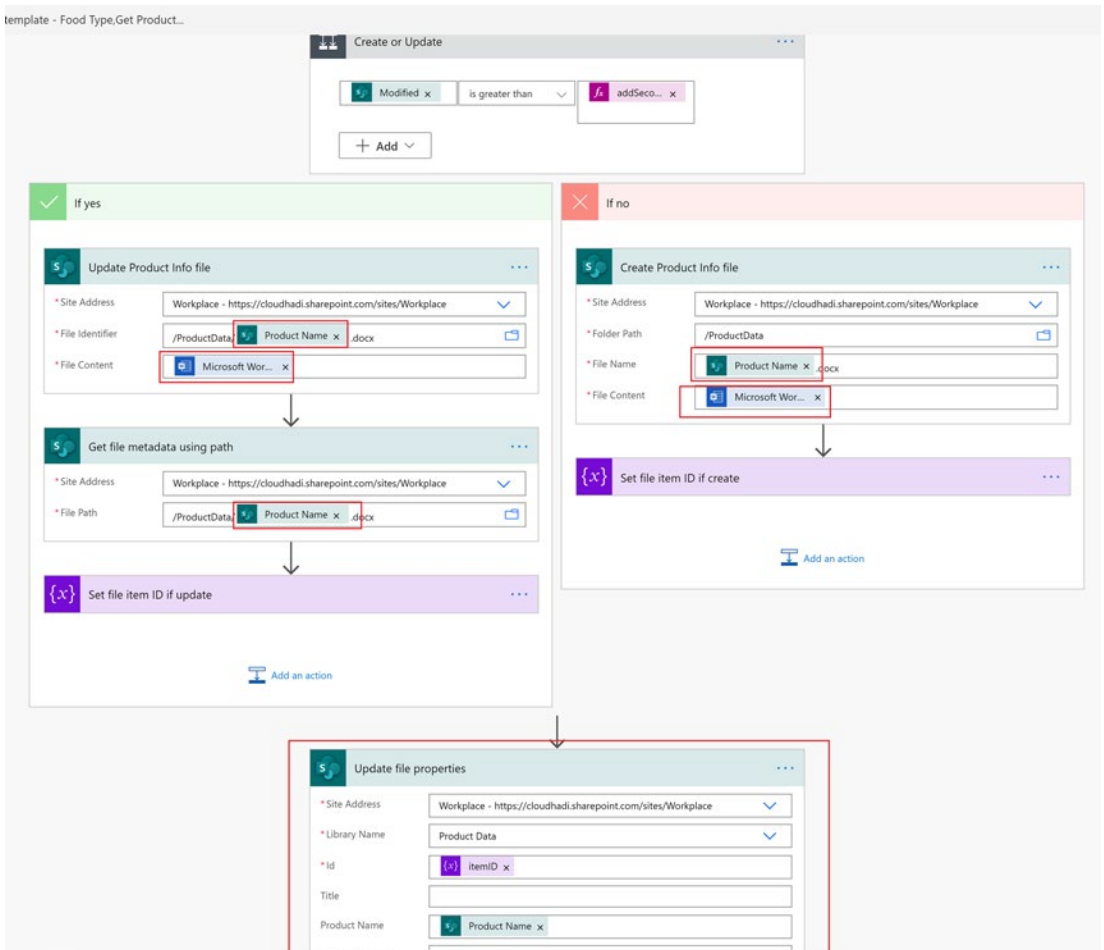 template - Food Type,Get Product...
Create or Update ...
Modified x is greater than fx addSeco... x
+ Add
If yes
If no
Update Product Info file ...
* Site Address Workplace - https://cloudhadi.sharepoint.com/sites/Workplace
* File Identifier /ProductData/ Product Name x .docx
* File Content Microsoft Wor... x
Create Product Info file ...
* Site Address Workplace - https://cloudhadi.sharepoint.com/sites/Workplace
* Folder Path /ProductData
* File Name Product Name x .docx
* File Content Microsoft Wor... x
Get file metadata using path ...
* Site Address Workplace - https://cloudhadi.sharepoint.com/sites/Workplace
* File Path /ProductData/ Product Name x .docx
{x} Set file item ID if create ...
Add an action
{x} Set file item ID if update ...
Add an action
Update file properties ...
* Site Address Workplace - https://cloudhadi.sharepoint.com/sites/Workplace
* Library Name Product Data
* Id {x} itemID x
Title
Product Name Product Name x